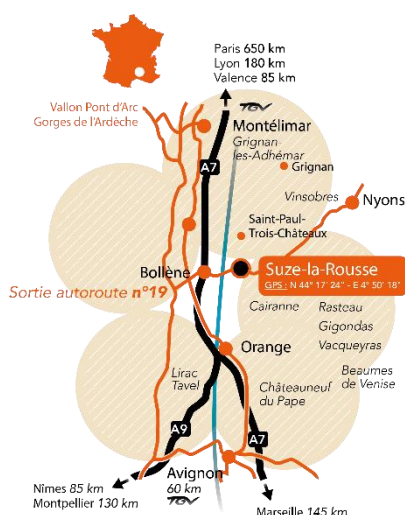 Paris 650 km
Lyon 180 km
Valence 85 km
TGV
Vallon Pont d'Arc
Gorges de l'Ardèche
Montélimar
Grignan
les-Adhémar
Grignan
A7
Vinsobres
Nyons
Saint-Paul-
Trois-Châteaux
Bollène
Suze-la-Rousse
GPS : N 44° 17' 24" - E 4° 50' 18"
Sortie autoroute n°19
Cairanne
Rasteau
Gigondas
Vacqueyras
Orange
Beaumes
de Venise
Lirac
Tavel
Châteauneuf
du Pape
A9
A7
Avignon
60 km
TGV
Nîmes 85 km
Montpellier 130 km
Marseille 145 km